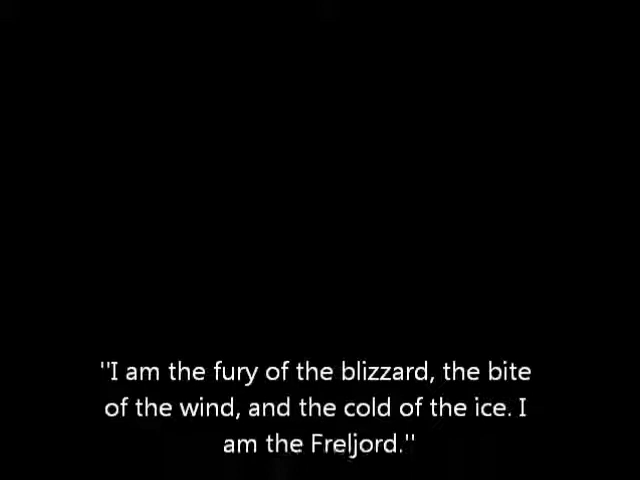 "I am the fury of the blizzard, the bite
of the wind, and the cold of the ice. I
am the Freljord."